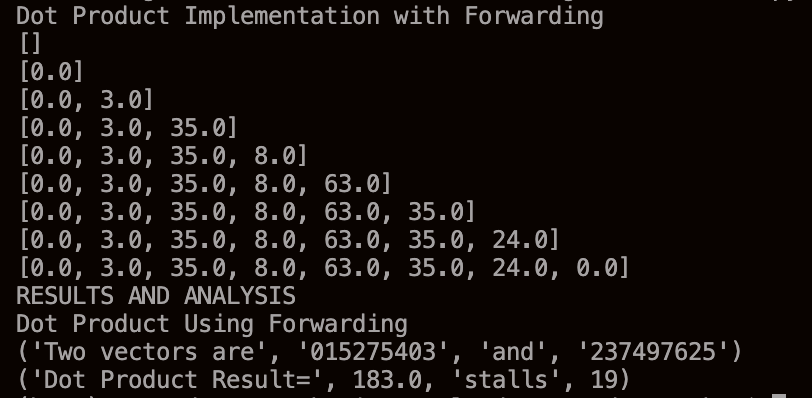 Dot Product Implementation with Forwarding
[]
[0.0]
[0.0, 3.0]
[0.0, 3.0, 35.0]
[0.0, 3.0, 35.0, 8.0]
[0.0, 3.0, 35.0, 8.0, 63.0]
[0.0, 3.0, 35.0, 8.0, 63.0, 35.0]
[0.0, 3.0, 35.0, 8.0, 63.0, 35.0, 24.0]
[0.0, 3.0, 35.0, 8.0, 63.0, 35.0, 24.0, 0.0]
RESULTS AND ANALYSIS
Dot Product Using Forwarding
('Two vectors are', '015275403', 'and', '237497625')
('Dot Product Result=', 183.0, 'stalls', 19)